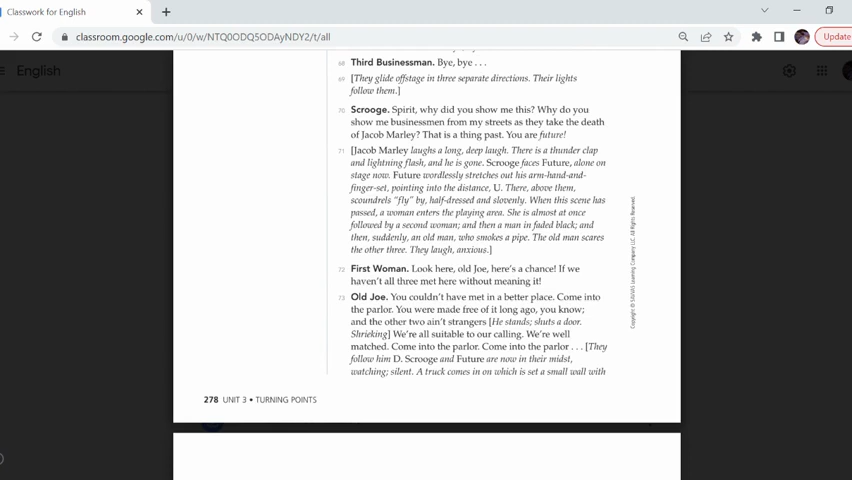 Classwork for English
classroom.google.com/u/0/w/NTQ0ODQ5ODAyNDY2/t/all
Update
English
68 Third Businessman. Bye, bye . . .
69 [They glide offstage in three separate directions. Their lights
follow them.]
70 Scrooge. Spirit, why did you show me this? Why do you
show me businessmen from my streets as they take the death
of Jacob Marley? That is a thing past. You are future!
71 [Jacob Marley laughs a long, deep laugh. There is a thunder clap
and lightning flash, and he is gone. Scrooge faces Future, alone on
stage now. Future wordlessly stretches out his arm-hand-and-
finger-set, pointing into the distance, U. There, above them,
scoundrels “fly” by, half-dressed and slovenly. When this scene has
passed, a woman enters the playing area. She is almost at once
followed by a second woman; and then a man in faded black; and
then, suddenly, an old man, who smokes a pipe. The old man scares
the other three. They laugh, anxious.]
72 First Woman. Look here, old Joe, here’s a chance! If we
haven’t all three met here without meaning it!
73 Old Joe. You couldn’t have met in a better place. Come into
the parlor. You were made free of it long ago, you know;
and the other two ain’t strangers [He stands; shuts a door.
Shrieking] We’re all suitable to our calling. We’re well
matched. Come into the parlor. Come into the parlor . . . [They
follow him D. Scrooge and Future are now in their midst,
watching; silent. A truck comes in on which is set a small wall with
Copyright © SAVVAS Learning Company LLC. All Rights Reserved.
278 UNIT 3 • TURNING POINTS